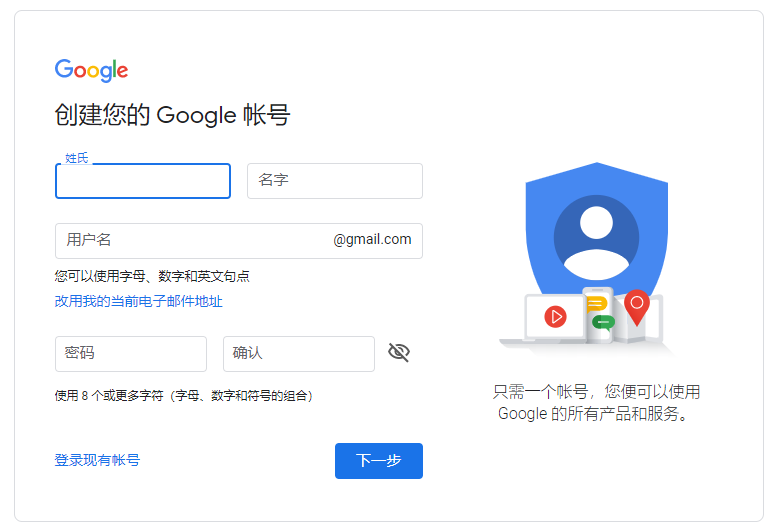 Google
创建您的 Google 帐号
姓氏
名字
用户名
@gmail.com
您可以使用字母、数字和英文句点
改用我的当前电子邮件地址
密码
确认
使用 8 个或更多字符（字母、数字和符号的组合）
只需一个帐号，您便可以使用
Google 的所有产品和服务。
登录现有帐号
下一步